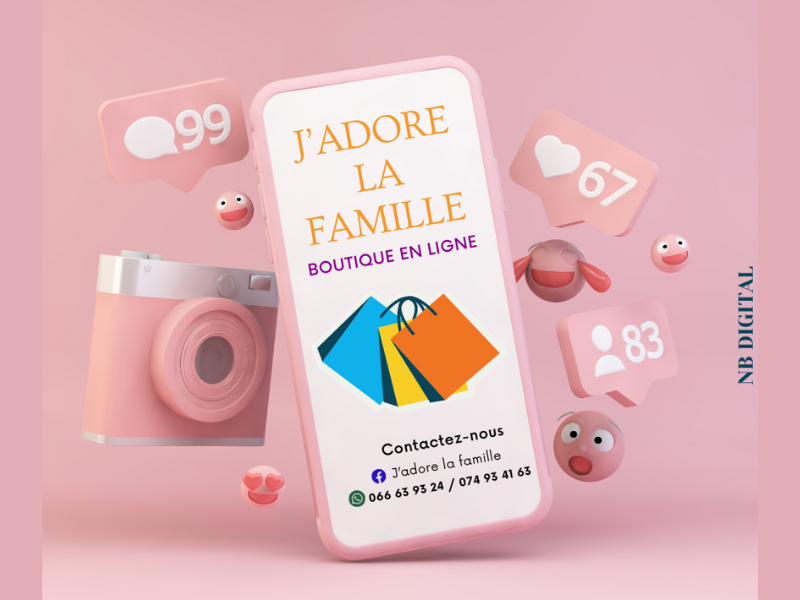 99
J'ADORE
LA
FAMILLE
BOUTIQUE EN LIGNE
67
83
Contactez-nous
J'adore la famille
066 63 93 24 / 074 93 41 63
NB DIGITAL